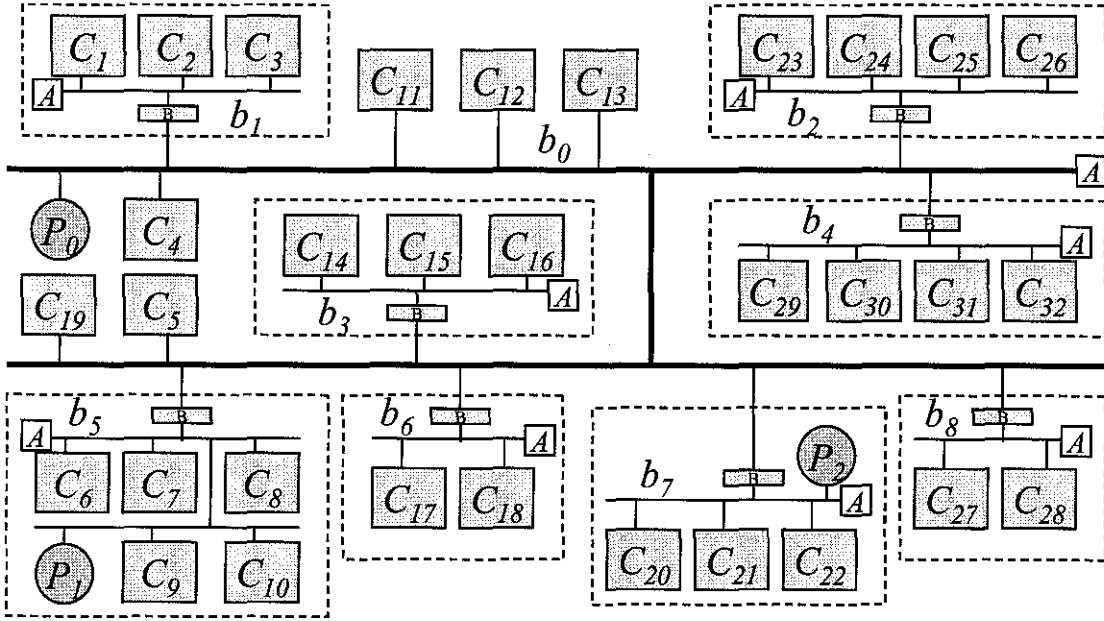 C1 C2 C3
A
B
b1
C11 C12 C13
b0
C23 C24 C25 C26
A
B
b2
A
P0 C4
C19 C5
C14 C15 C16
A
b3
B
b4
B
A
C29 C30 C31 C32
b5
B
A
C6 C7 C8
P1 C9 C10
b6
B
A
C17 C18
b7
B
P2
A
C20 C21 C22
b8
B
A
C27 C28